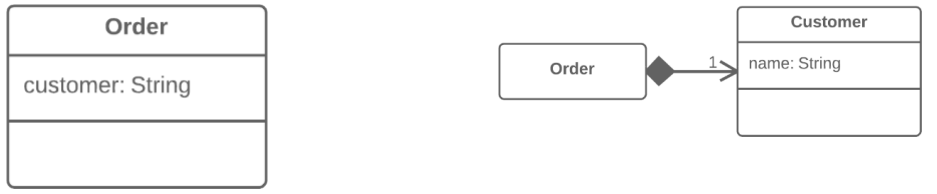 Order
customer: String
Order
1
Customer
name: String